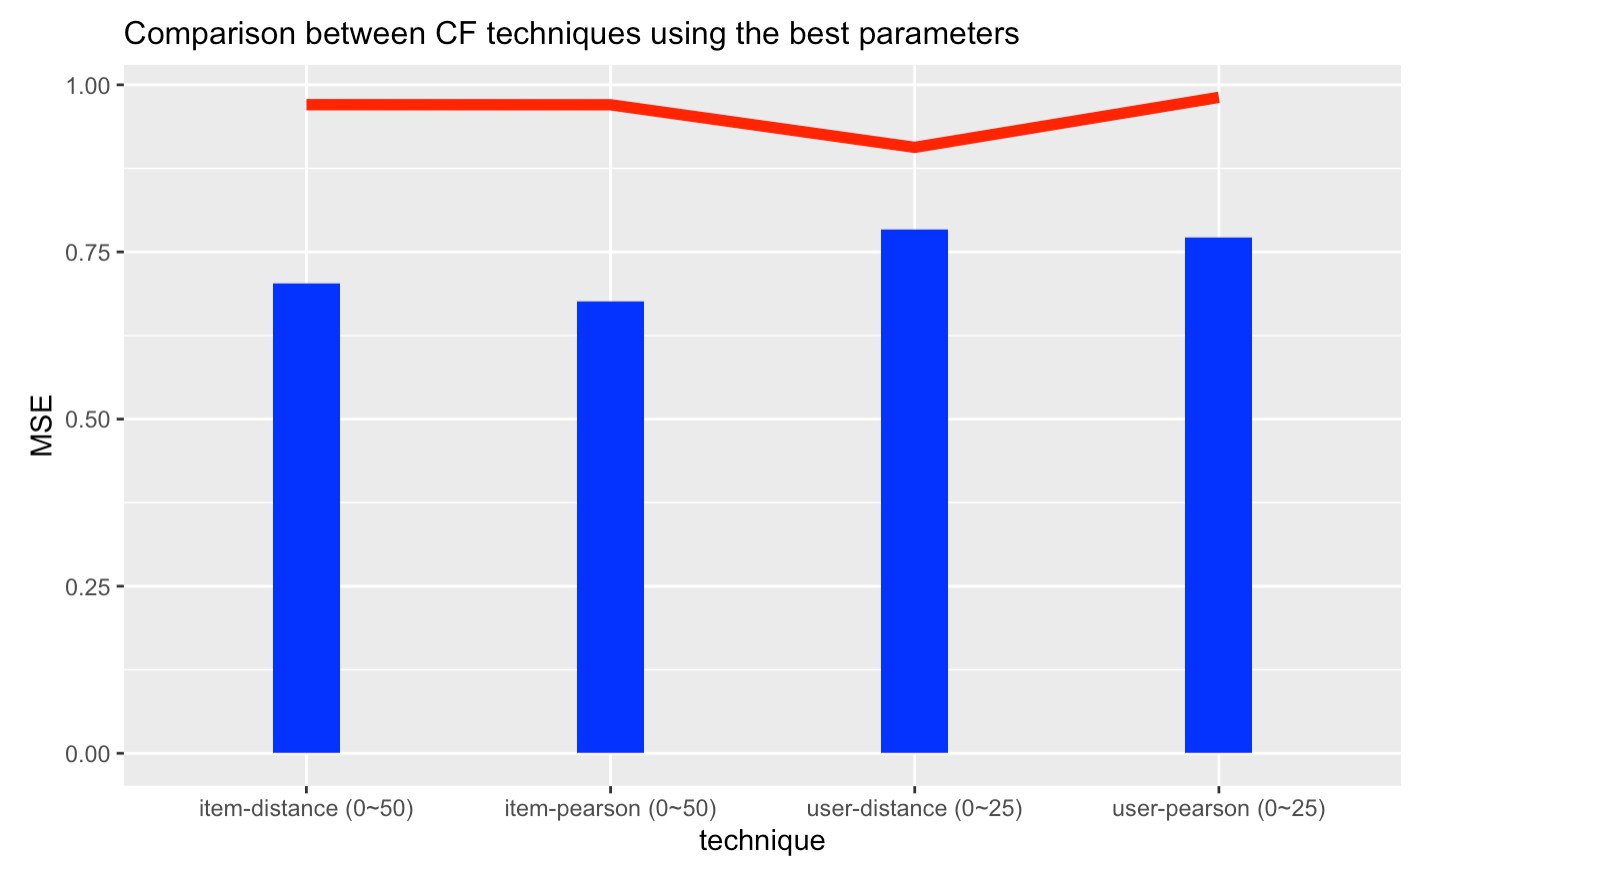 Comparison between CF techniques using the best parameters
1.00
0.75
0.50
0.25
0.00
MSE
item-distance (0~50)
item-pearson (0~50)
user-distance (0~25)
user-pearson (0~25)
technique